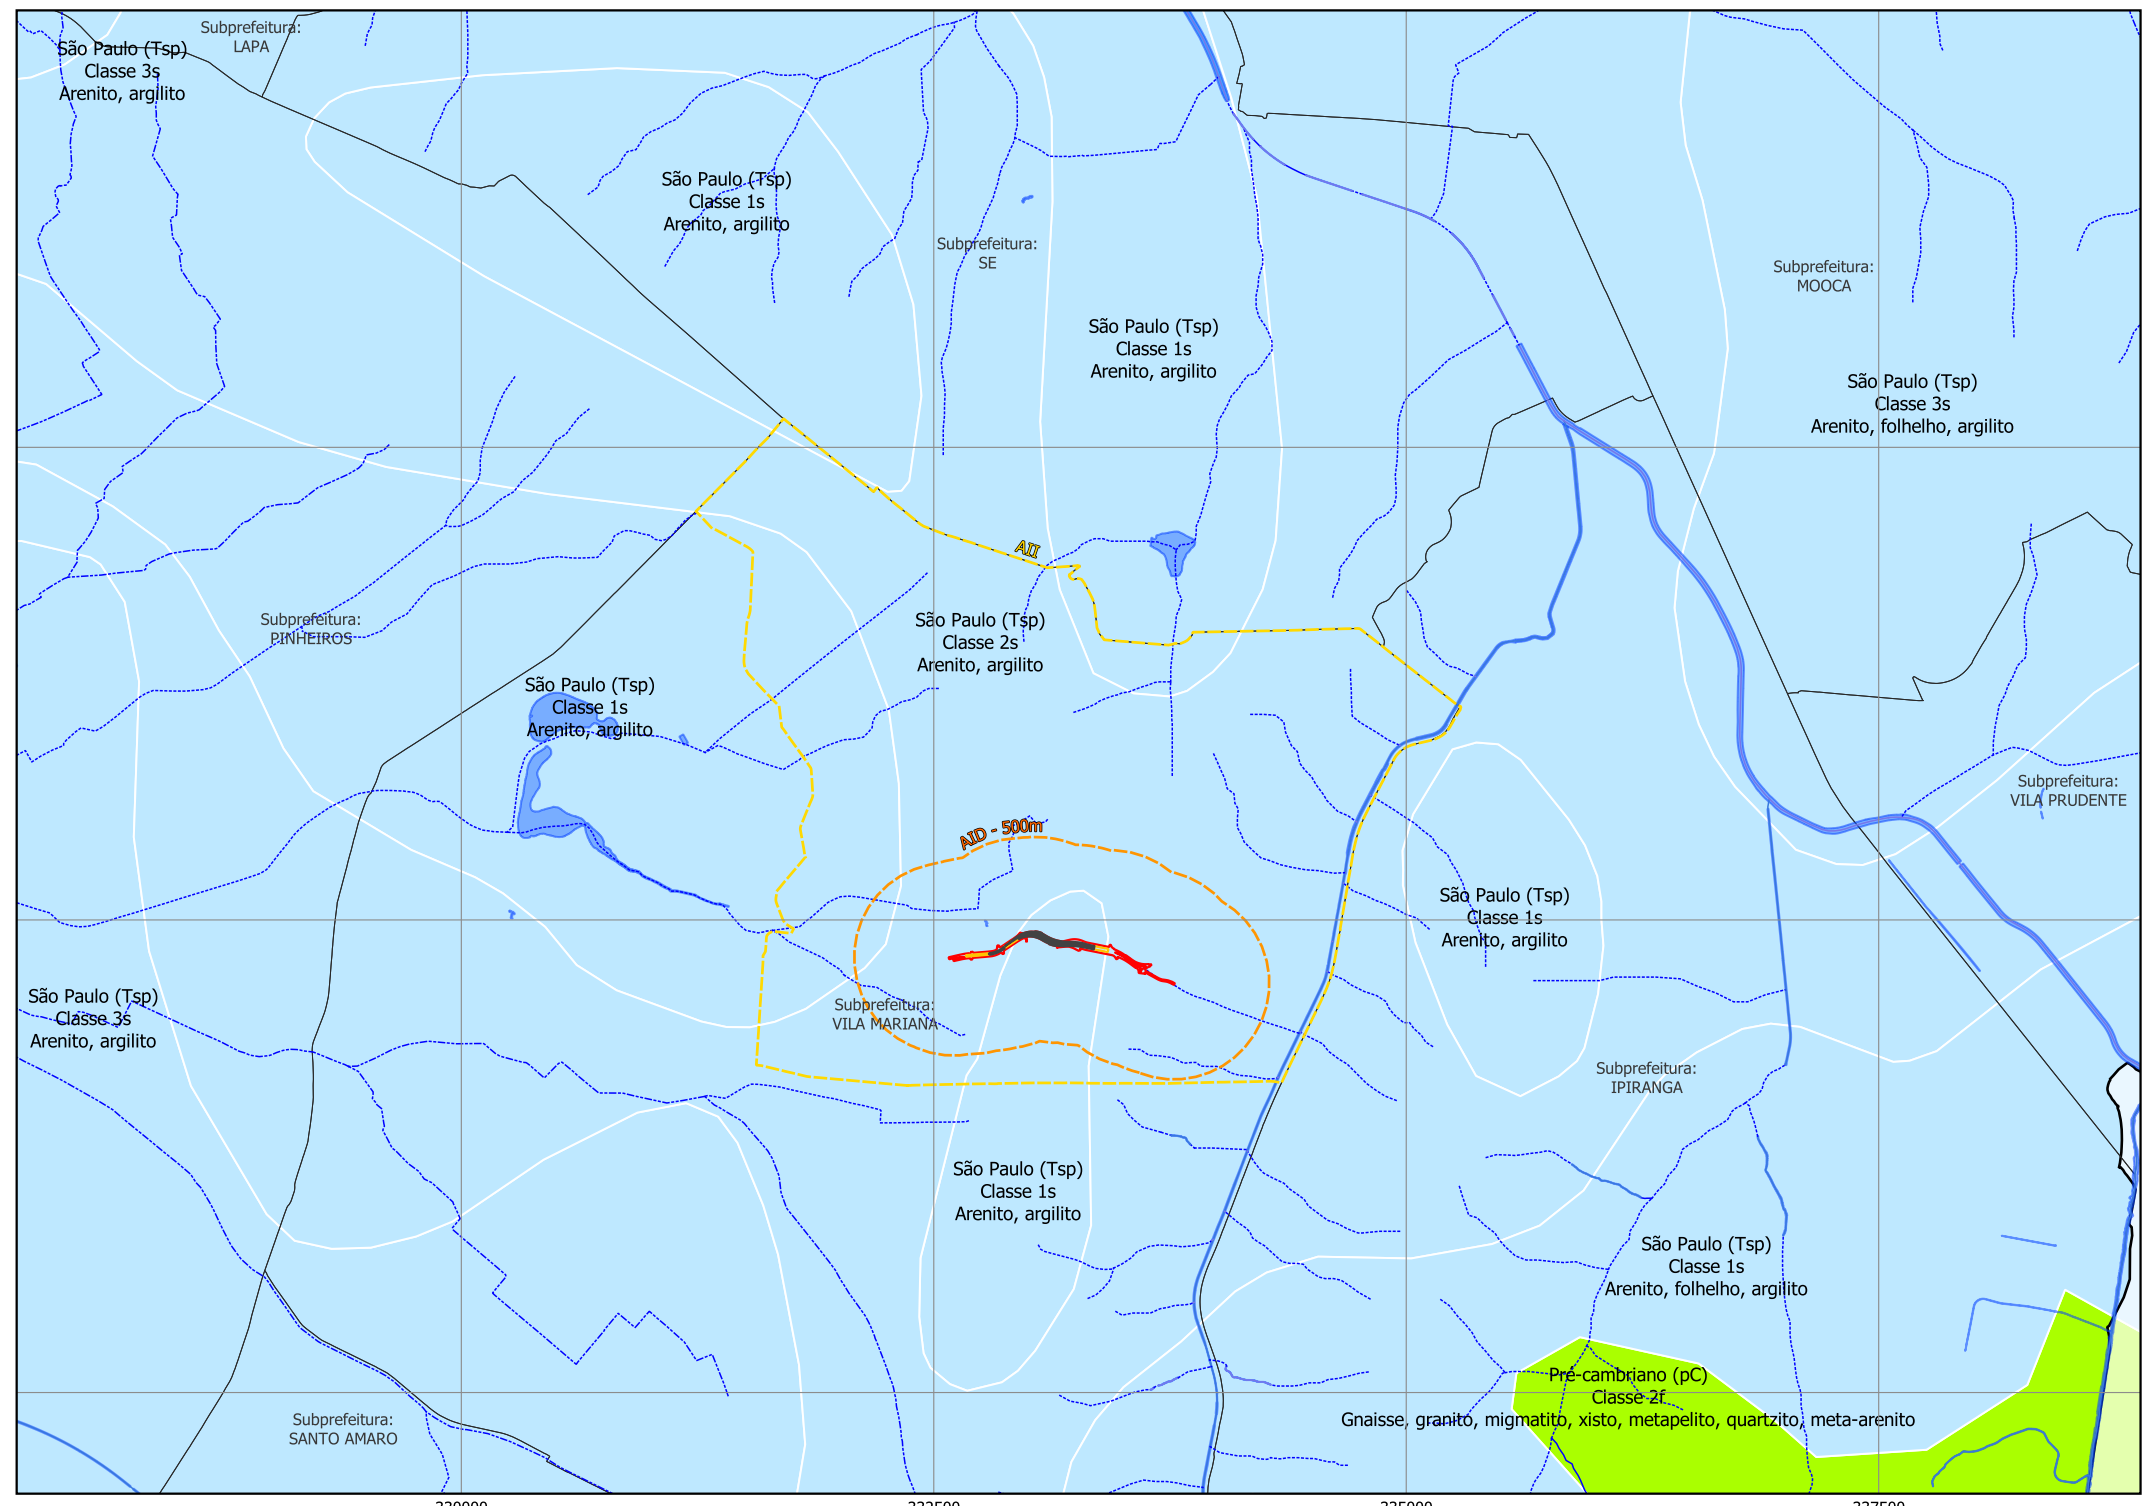 Subprefeitura:
LAPA
São Paulo (Tsp)
Classe 3s
Arenito, argilito
São Paulo (Tsp)
Classe 1s
Arenito, argilito
Subprefeitura:
SE
Subprefeitura:
MOOCA
São Paulo (Tsp)
Classe 1s
Arenito, argilito
São Paulo (Tsp)
Classe 3s
Arenito, folhelho, argilito
AII
Subprefeitura:
PINHEIROS
São Paulo (Tsp)
Classe 2s
Arenito, argilito
São Paulo (Tsp)
Classe 1s
Arenito, argilito
Subprefeitura:
VILA PRUDENTE
AID - 500m
São Paulo (Tsp)
Classe 1s
Arenito, argilito
São Paulo (Tsp)
Classe 3s
Arenito, argilito
Subprefeitura:
VILA MARIANA
Subprefeitura:
IPIRANGA
São Paulo (Tsp)
Classe 1s
Arenito, argilito
São Paulo (Tsp)
Classe 1s
Arenito, folhelho, argilito
Pré-cambriano (pC)
Classe 2f
Gnaisse, granito, migmatito, xisto, metapelito, quartzito, meta-arenito
Subprefeitura:
SANTO AMARO